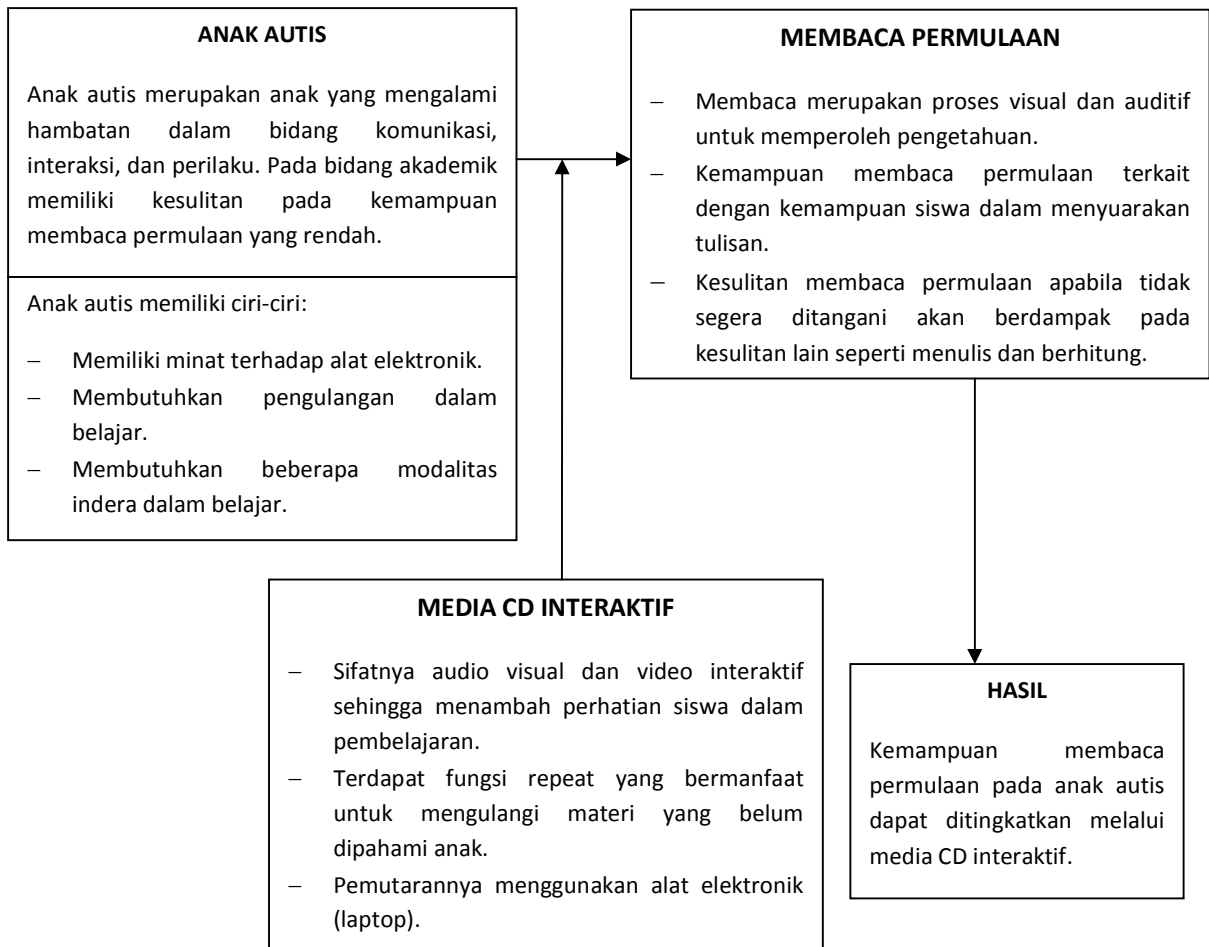 ANAK AUTIS
Anak autis merupakan anak yang mengalami
hambatan dalam bidang komunikasi,
interaksi, dan perilaku. Pada bidang akademik
memiliki kesulitan pada kemampuan
membaca permulaan yang rendah.
Anak autis memiliki ciri-ciri:
– Memiliki minat terhadap alat elektronik.
– Membutuhkan pengulangan dalam
belajar.
– Membutuhkan beberapa modalitas
indera dalam belajar.
MEMBACA PERMULAAN
– Membaca merupakan proses visual dan auditif
untuk memperoleh pengetahuan.
– Kemampuan membaca permulaan terkait
dengan kemampuan siswa dalam menyuarakan
tulisan.
– Kesulitan membaca permulaan apabila tidak
segera ditangani akan berdampak pada
kesulitan lain seperti menulis dan berhitung.
MEDIA CD INTERAKTIF
– Sifatnya audio visual dan video interaktif
sehingga menambah perhatian siswa dalam
pembelajaran.
– Terdapat fungsi repeat yang bermanfaat
untuk mengulangi materi yang belum
dipahami anak.
– Pemutarannya menggunakan alat elektronik
(laptop).
HASIL
Kemampuan membaca
permulaan pada anak autis
dapat ditingkatkan melalui
media CD interaktif.